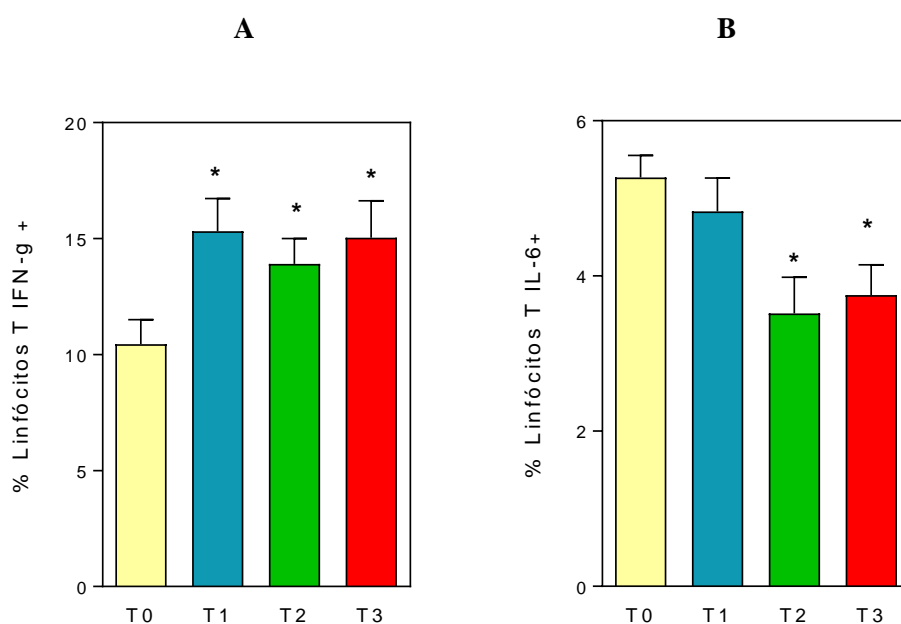 A
% Linfócitos T IFN-g +
20
15
10
5
0
*
*
*
T0 T1 T2 T3
B
% Linfócitos T IL-6+
6
4
2
0
*
*
T0 T1 T2 T3